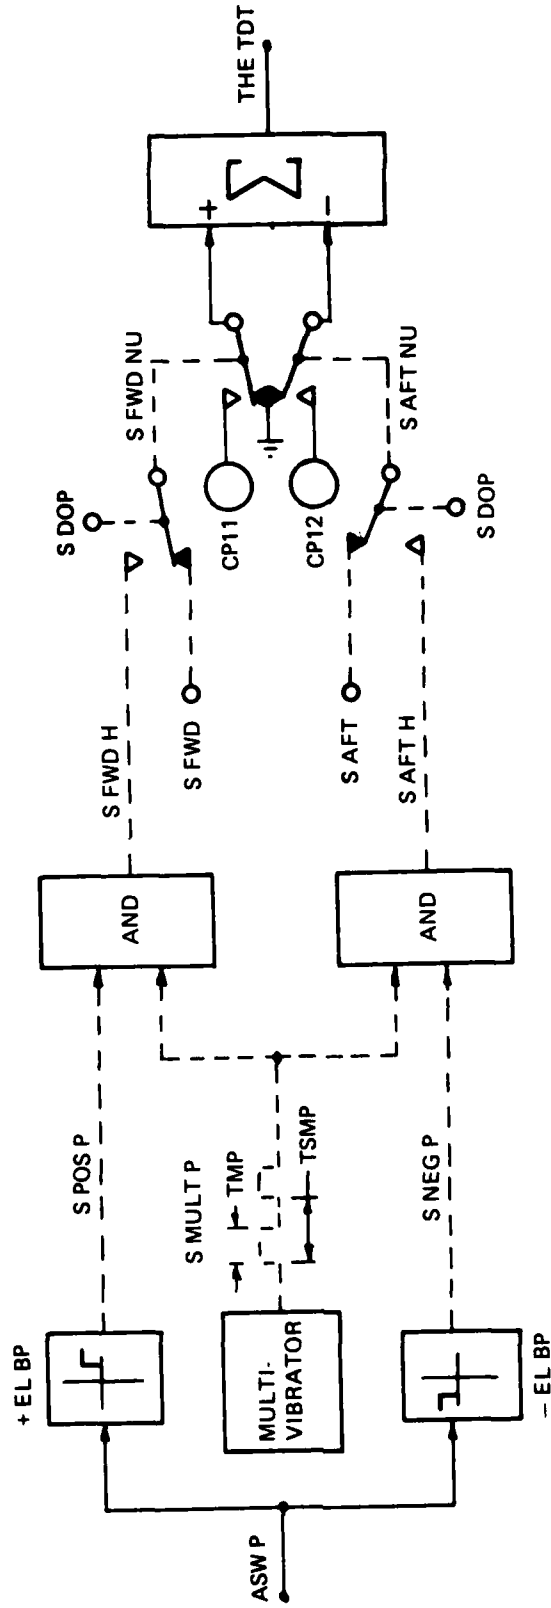 ASW P
+ EL BP
− EL BP
MULTI-
VIBRATOR
S POS P
S MULT P
TMP
TSMP
S NEG P
AND
AND
S FWD H
S FWD
S AFT
S AFT H
S DOP
S DOP
S FWD NU
CP11
CP12
S AFT NU
+
Σ
−
THE TDT